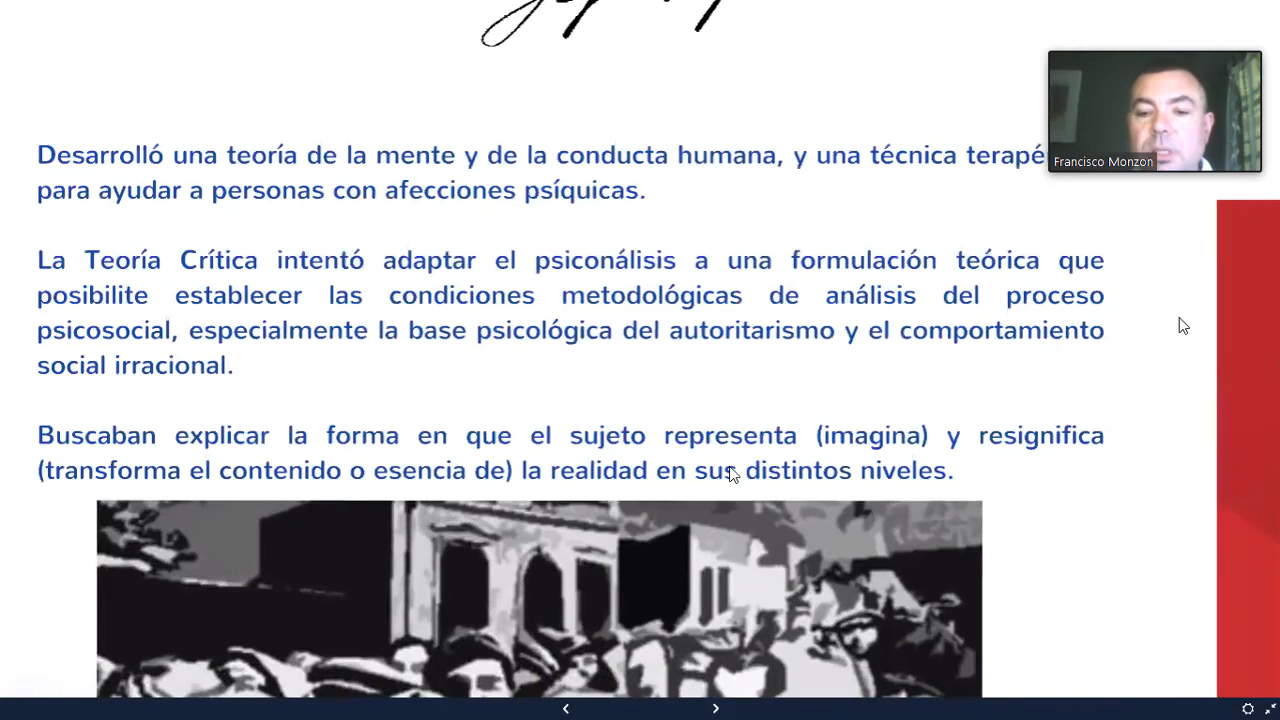 Desarrolló una teoría de la mente y de la conducta humana, y una técnica
para ayudar a personas con afecciones psíquicas.
La Teoría Crítica intentó adaptar el psiconálisis a una formulación teórica que
posibilite establecer las condiciones metodológicas de análisis del proceso
psicosocial, especialmente la base psicológica del autoritarismo y el comportamiento
social irracional.
Buscaban explicar la forma en que el sujeto representa (imagina) y resignifica
(transforma el contenido o esencia de) la realidad en sus distintos niveles.
Francisco Monzon